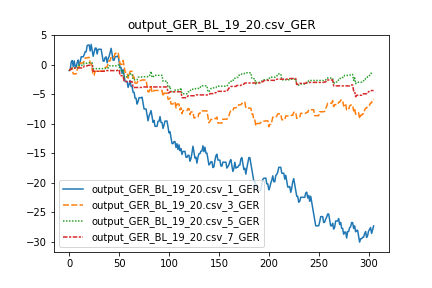 output_GER_BL_19_20.csv_GER
5
0
−5
−10
−15
−20
−25
−30
output_GER_BL_19_20.csv_1_GER
output_GER_BL_19_20.csv_3_GER
output_GER_BL_19_20.csv_5_GER
output_GER_BL_19_20.csv_7_GER
0 50 100 150 200 250 300